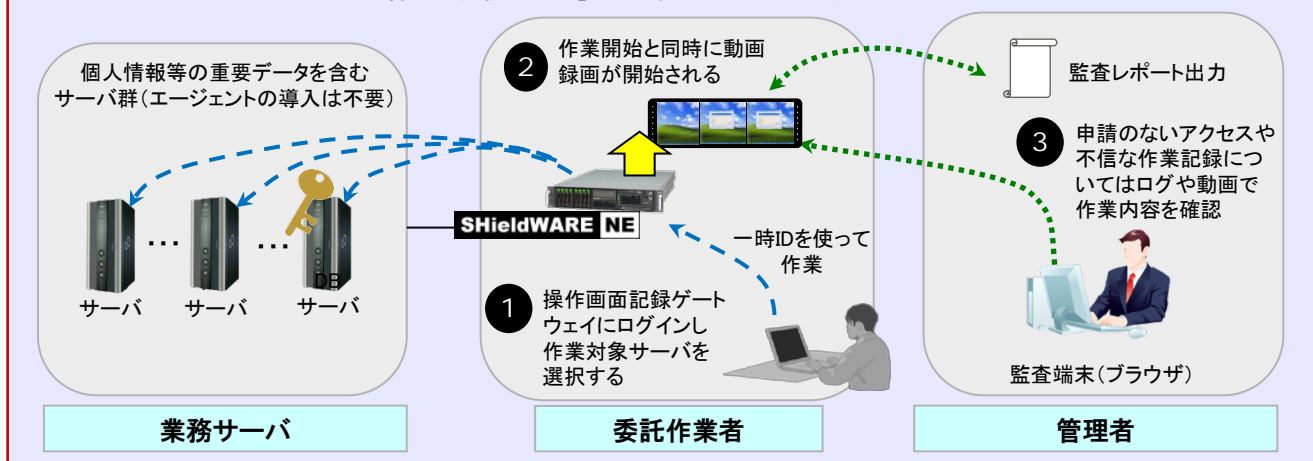 個人情報等の重要データを含む
サーバ群(エージェントの導入は不要)
DB
サーバ
サーバ
サーバ
業務サーバ
2
作業開始と同時に動画
録画が開始される
SHieldWARE NE
一時IDを使って
作業
1
操作画面記録ゲート
ウェイにログインし
作業対象サーバを
選択する
委託作業者
監査レポート出力
3
申請のないアクセスや
不信な作業記録につ
いてはログや動画で
作業内容を確認
監査端末(ブラウザ)
管理者